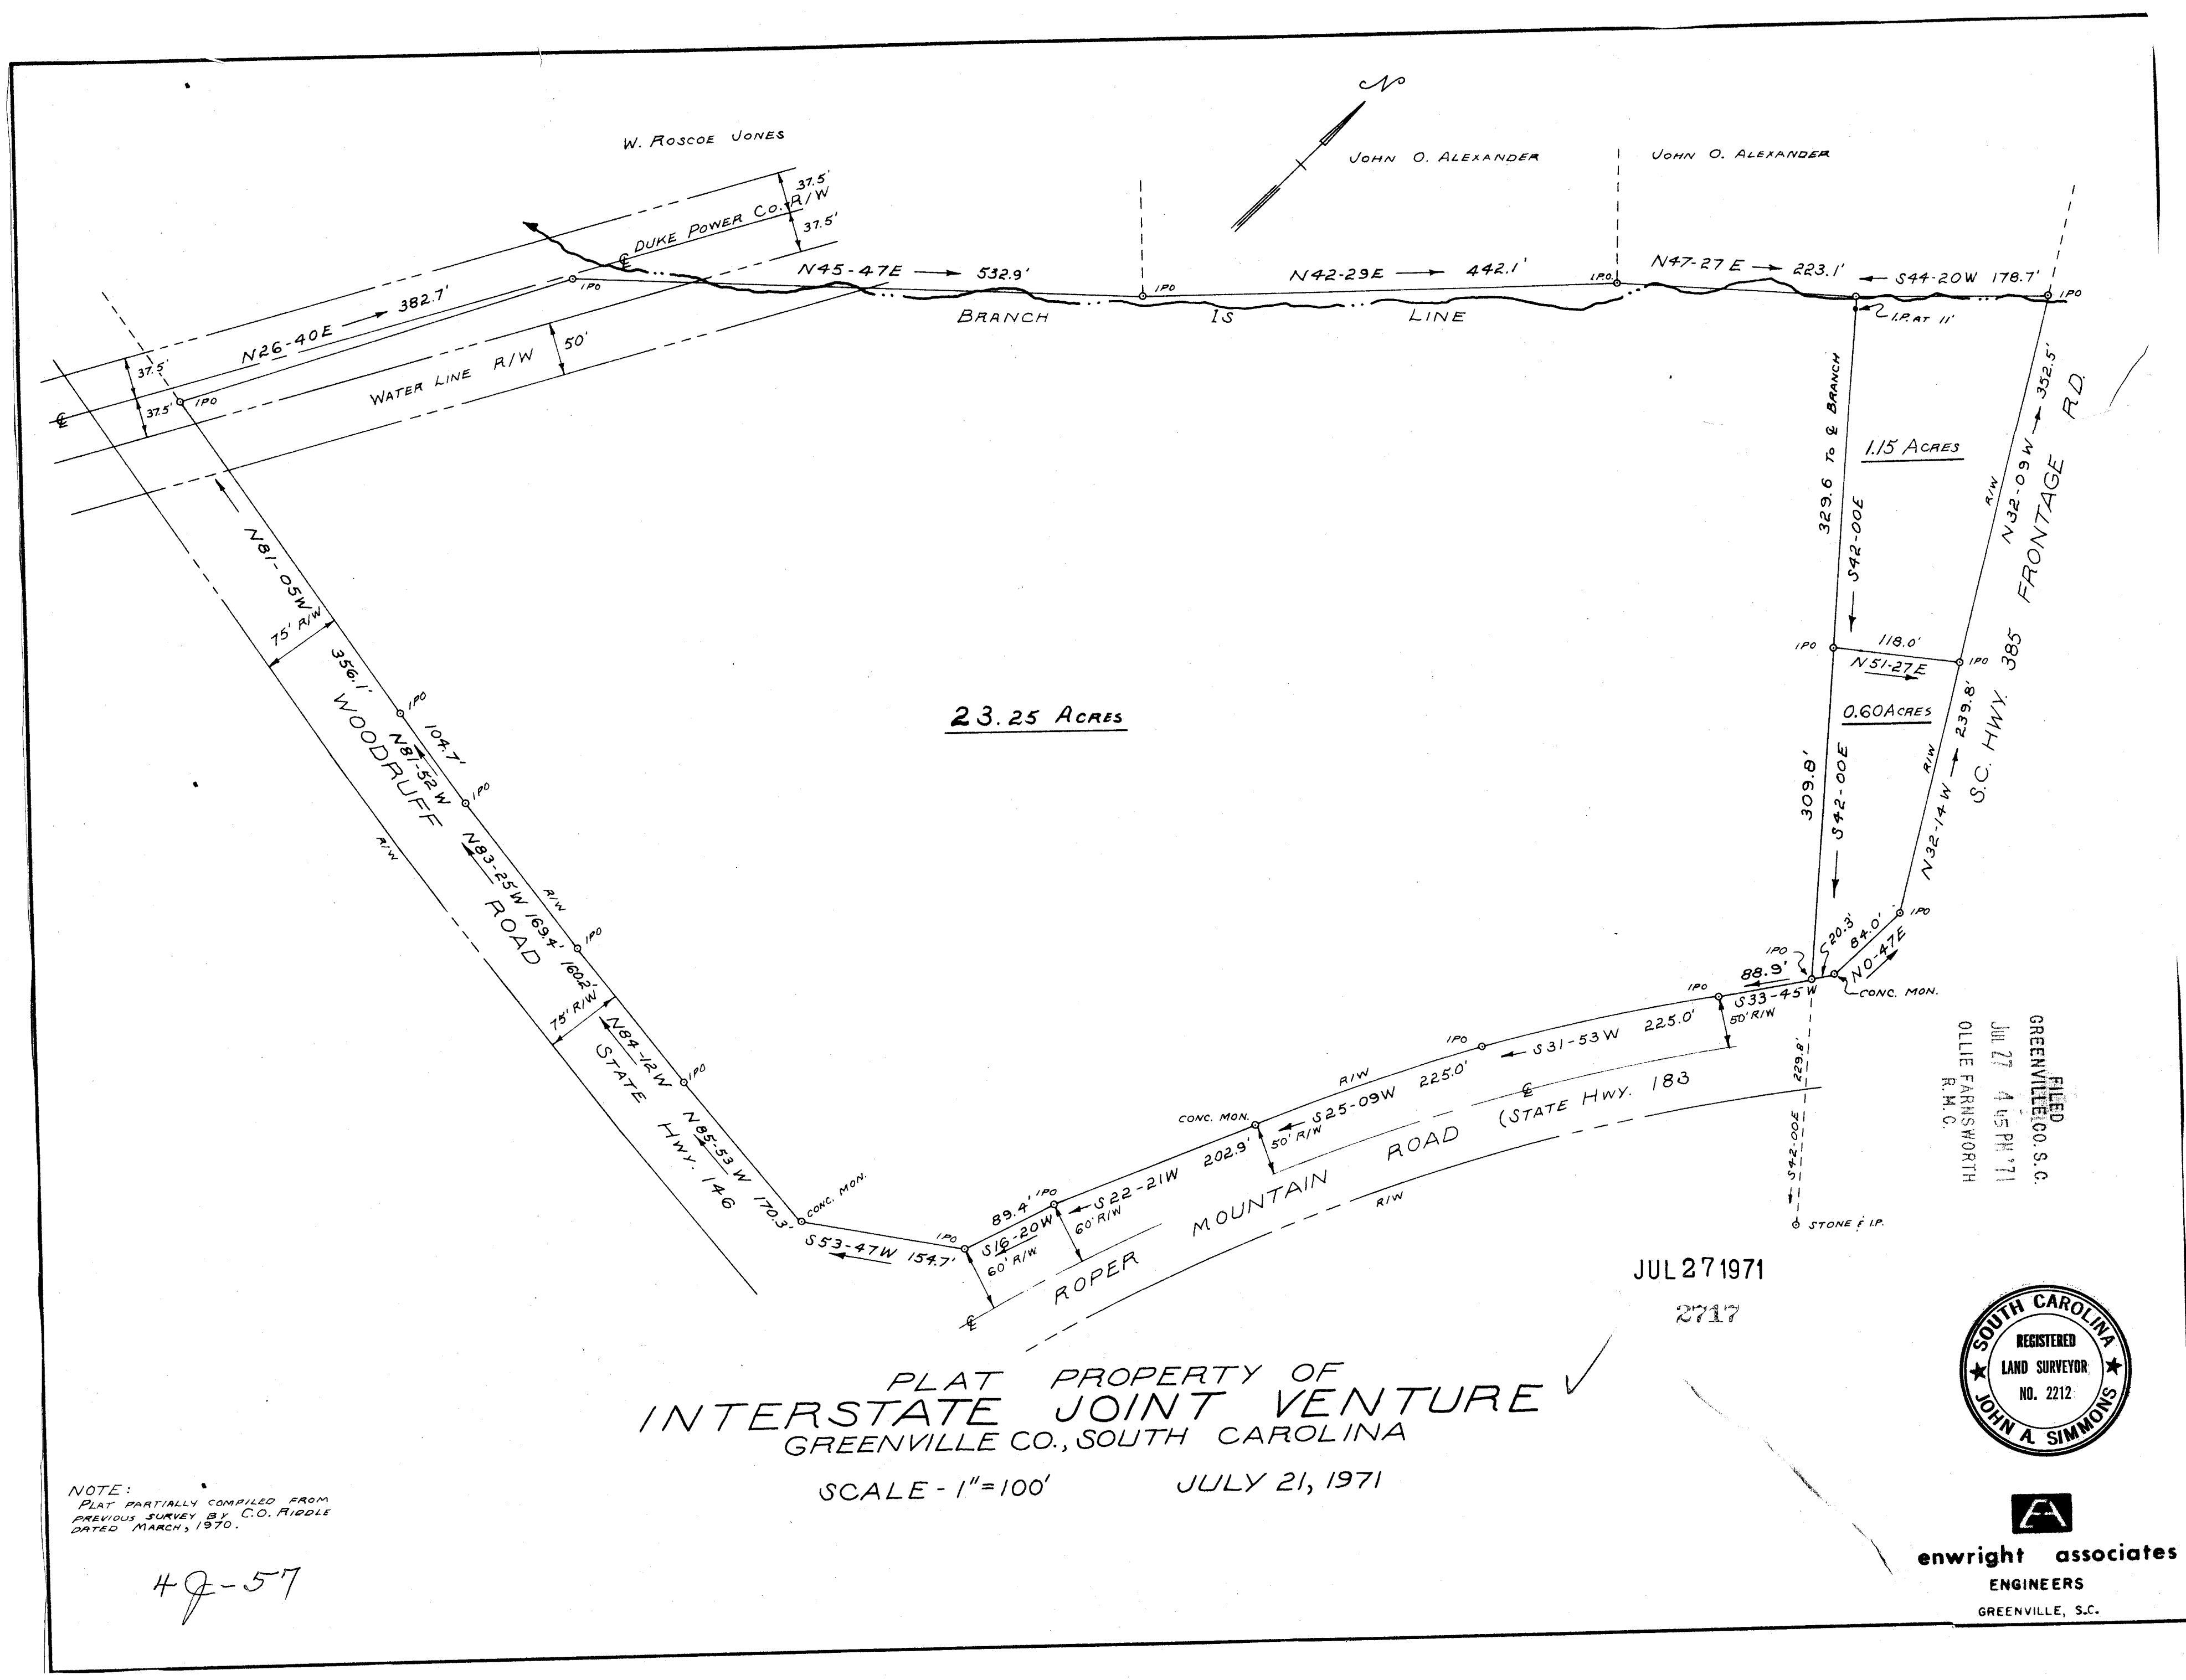 N
W. ROSCOE JONES
JOHN O. ALEXANDER
JOHN O. ALEXANDER
37.5'
DUKE POWER CO. R/W
37.5'
℄
N26-40E 382.7'
IPO
N45-47E 532.9'
IPO
N42-29E 442.1'
I.P.O.
N47-27E 223.1'
S44-20W 178.7'
IPO
BRANCH IS LINE
I.P. AT 11'
37.5'
37.5'
℄
IPO
WATER LINE R/W 50'
329.6 TO ℄ BRANCH
S42-00E
1.15 ACRES
R/W
N32-09W 352.5'
S.C. HWY. 385 FRONTAGE RD.
IPO
118.0'
N51-27E
IPO
0.60 ACRES
309.8'
S42-00E
R/W
N32-14W 239.8'
IPO
N81-05W
356.1'
75' R/W
IPO
104.7'
N81-52W
IPO
WOODRUFF ROAD
R/W
N83-25W 169.4'
R/W
IPO
160.2'
75' R/W
N84-12W
IPO
STATE HWY. 146
N85-53W 170.3'
CONC. MON.
23.25 ACRES
S53-47W 154.7'
IPO
89.4'
S16-20W
60' R/W
IPO
S22-21W 202.9'
60' R/W
CONC. MON.
R/W
S25-09W 225.0'
50' R/W
IPO
S31-53W 225.0'
IPO
88.9'
S33-45W
50' R/W
IPO
20.3'
84.0'
N0-47E
CONC. MON.
℄
℄
ROPER MOUNTAIN ROAD (STATE HWY. 183
R/W
229.8'
S42-00E
STONE & I.P.
FILED
GREENVILLE CO. S.C.
JUL 27 4 45 PM '71
OLLIE FARNSWORTH
R.M.C.
JUL 27 1971
2717
PLAT PROPERTY OF
INTERSTATE JOINT VENTURE
GREENVILLE CO., SOUTH CAROLINA
SCALE - 1"=100' JULY 21, 1971
SOUTH CAROLINA
REGISTERED
LAND SURVEYOR
NO. 2212
JOHN A. SIMMONS
NOTE:
PLAT PARTIALLY COMPILED FROM
PREVIOUS SURVEY BY C.O. RIDDLE
DATED MARCH, 1970.
EA
enwright associates
ENGINEERS
GREENVILLE, S.C.